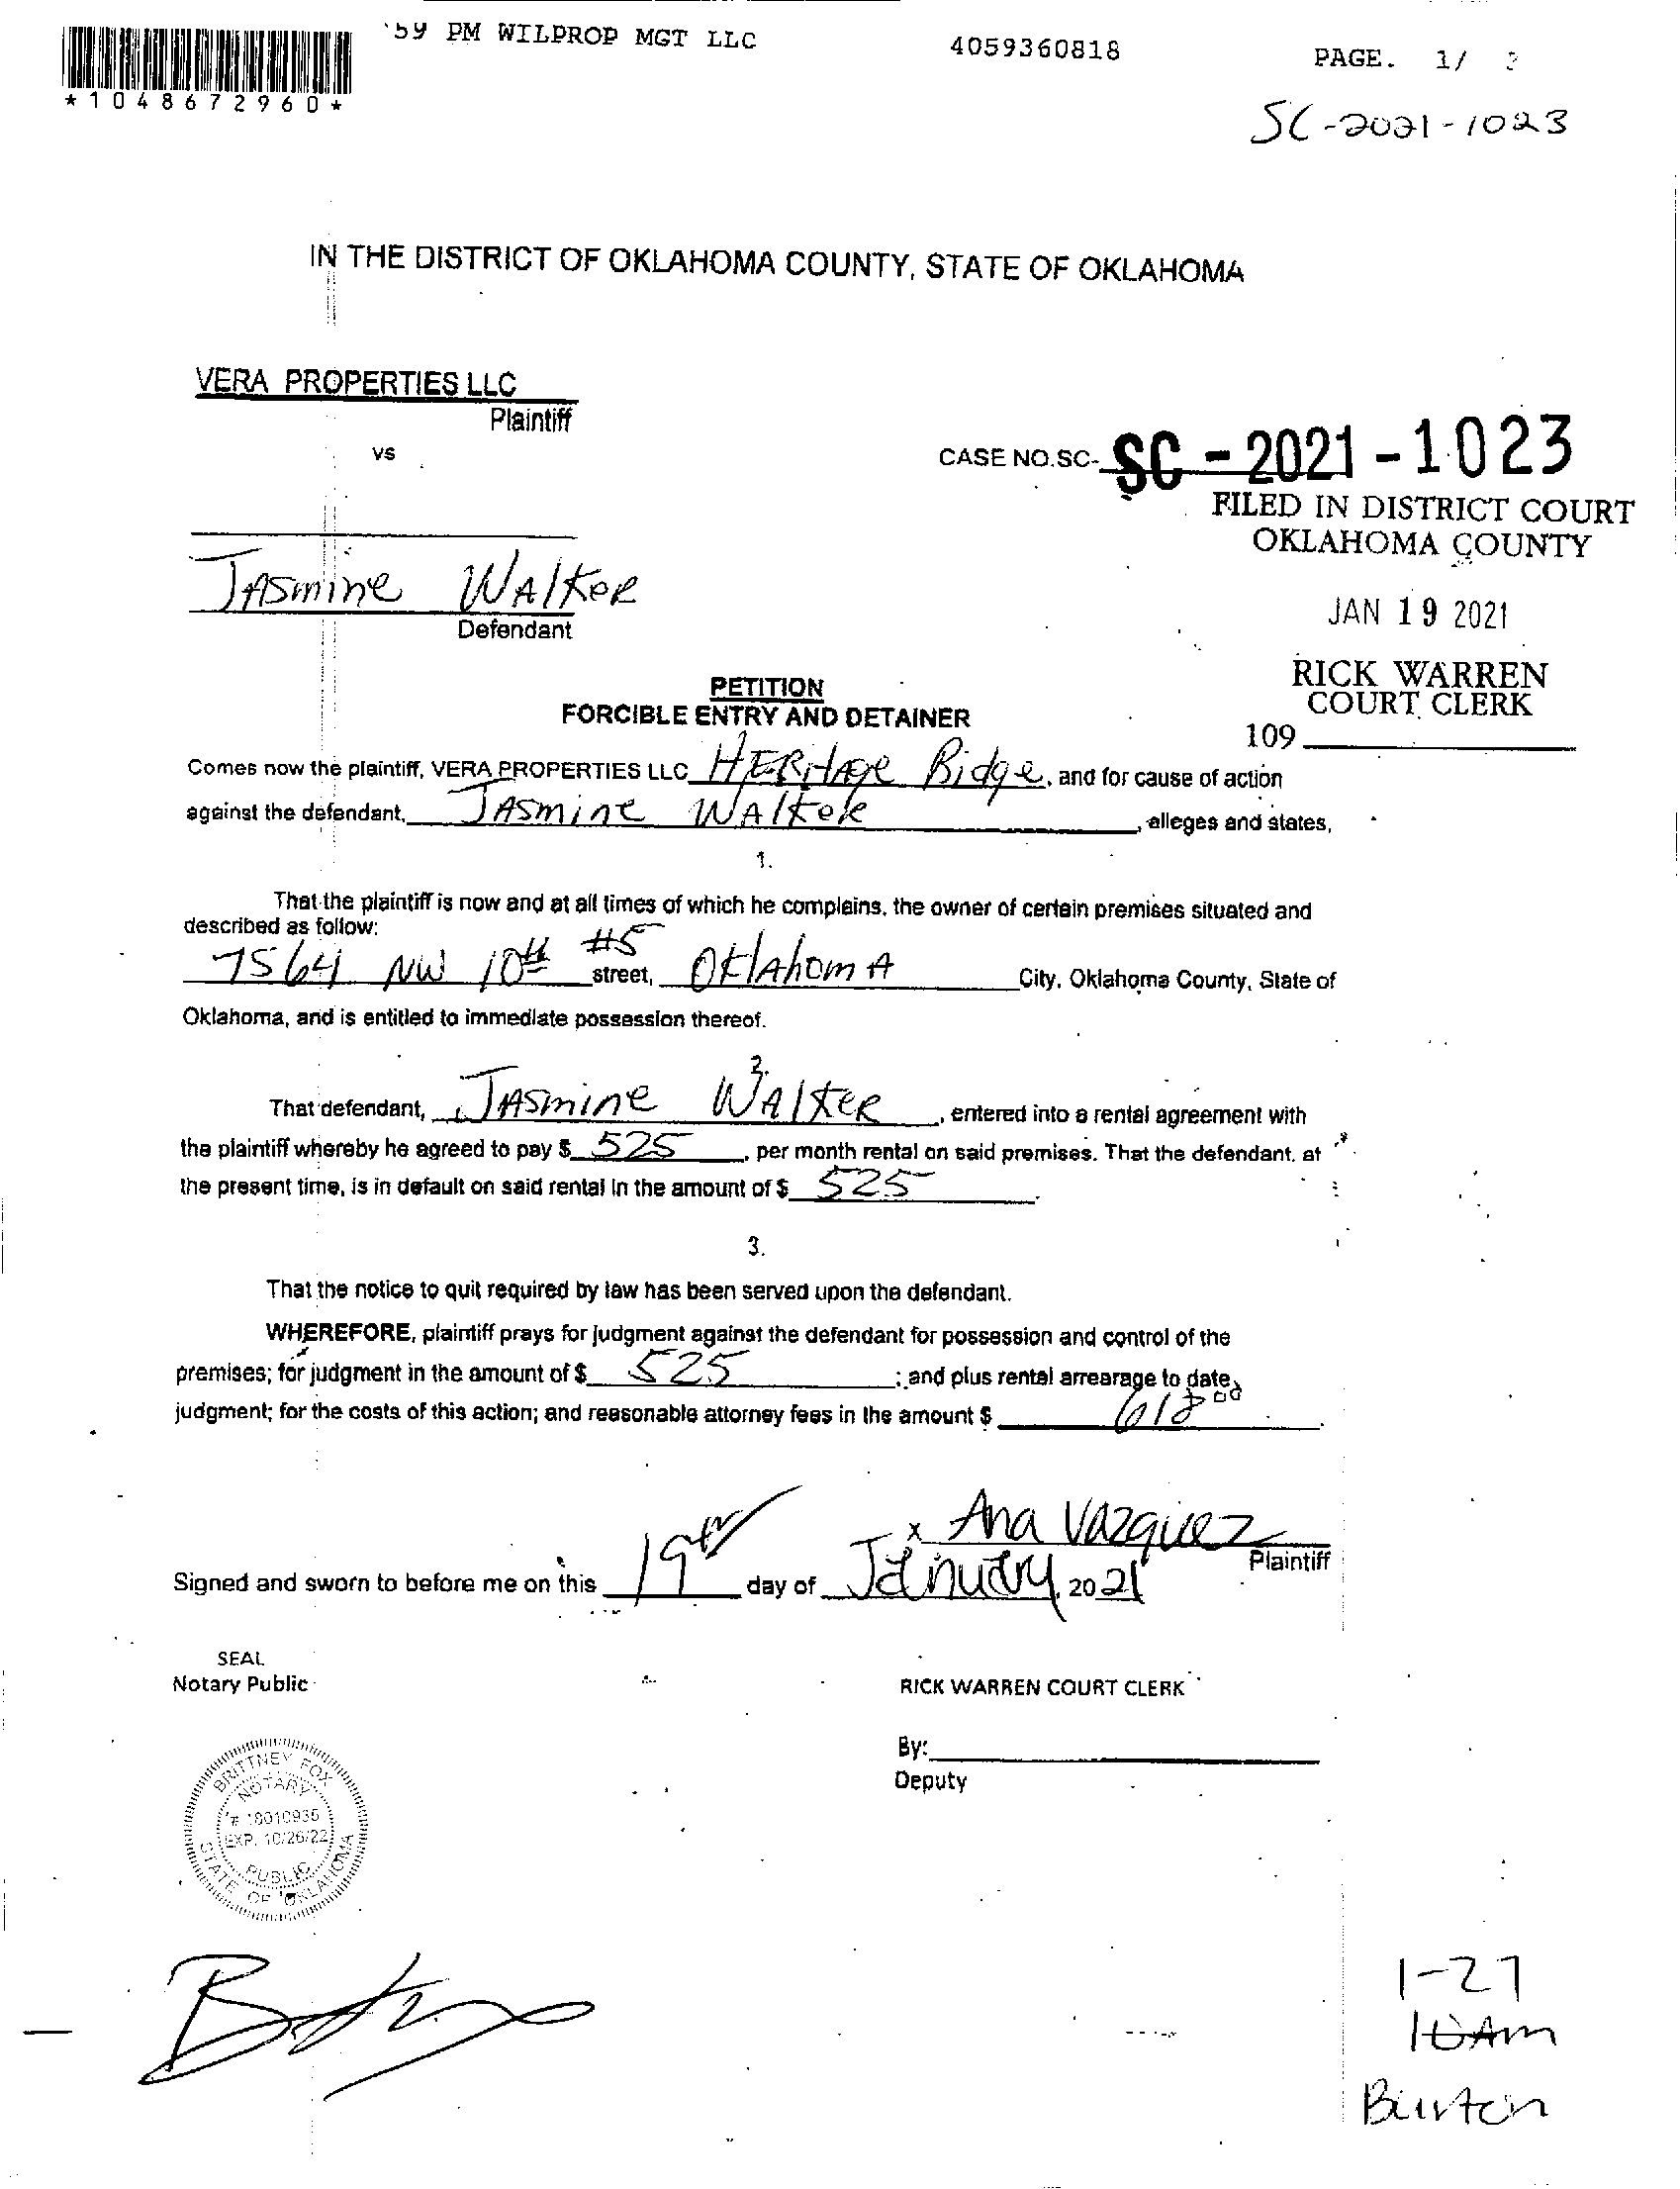 '59 PM WILPROP MGT LLC 4059360818 PAGE. 1/
*1048672960*
SC-2021-1023
IN THE DISTRICT OF OKLAHOMA COUNTY, STATE OF OKLAHOMA
VERA PROPERTIES LLC
Plaintiff
vs
CASE NO.SC- SC - 2021 - 1023
FILED IN DISTRICT COURT
OKLAHOMA COUNTY
JAsmine WAlkeR
Defendant
JAN 19 2021
RICK WARREN
COURT CLERK
109
PETITION
FORCIBLE ENTRY AND DETAINER
Comes now the plaintiff, VERA PROPERTIES LLC HERitAge Ridge, and for cause of action
against the defendant, JAsmine WAlkeR, alleges and states,
1.
That the plaintiff is now and at all times of which he complains, the owner of certain premises situated and
described as follow:
7564 NW 10th #5 street, OklAhomA City, Oklahoma County, State of
Oklahoma, and is entitled to immediate possession thereof.
2.
That defendant, JAsmine WAlkeR, entered into a rental agreement with
the plaintiff whereby he agreed to pay $ 525, per month rental on said premises. That the defendant, at
the present time, is in default on said rental in the amount of $ 525.
3.
That the notice to quit required by law has been served upon the defendant.
WHEREFORE, plaintiff prays for judgment against the defendant for possession and control of the
premises; for judgment in the amount of $ 525; and plus rental arrearage to date,
judgment; for the costs of this action; and reasonable attorney fees in the amount $ 618 00.
x Ana Vazquez
Plaintiff
Signed and sworn to before me on this 19th day of January, 2021
SEAL
Notary Public
RICK WARREN COURT CLERK
By:
Deputy
BRITTNEY FOX
NOTARY
# 18010935
EXP. 10/26/22
PUBLIC
STATE OF OKLAHOMA
1-27
10Am
Burton